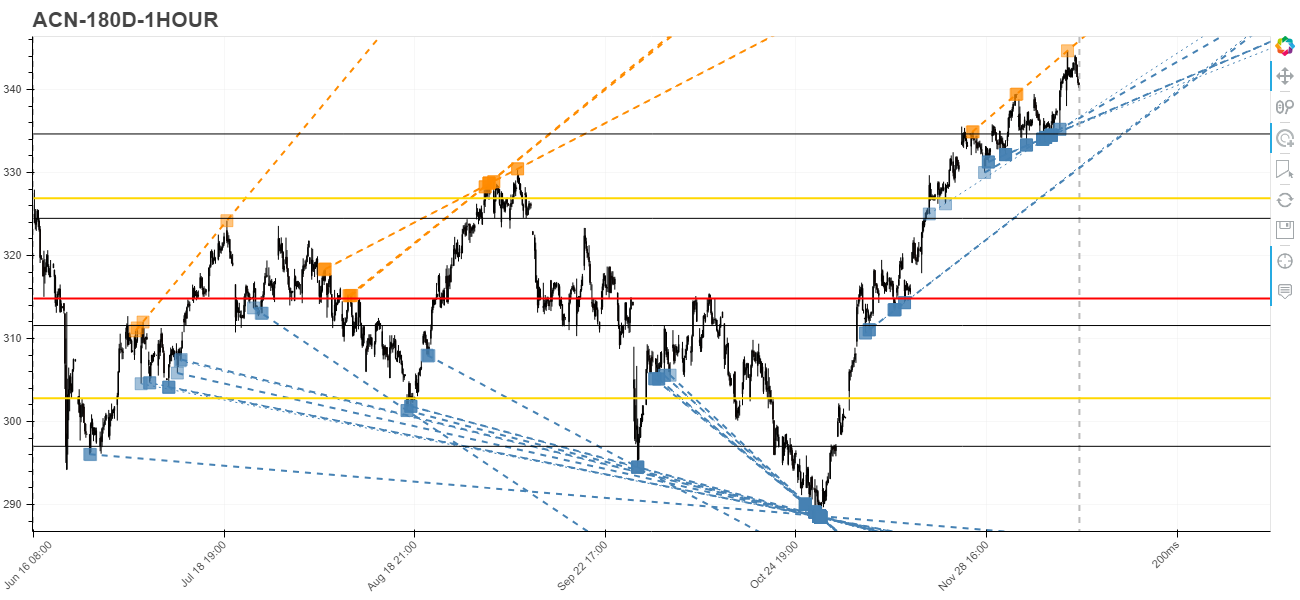 ACN-180D-1HOUR
340
330
320
310
300
290
Jun 16 08:00
Jul 18 19:00
Aug 18 21:00
Sep 22 17:00
Oct 24 19:00
Nov 28 16:00
200ms